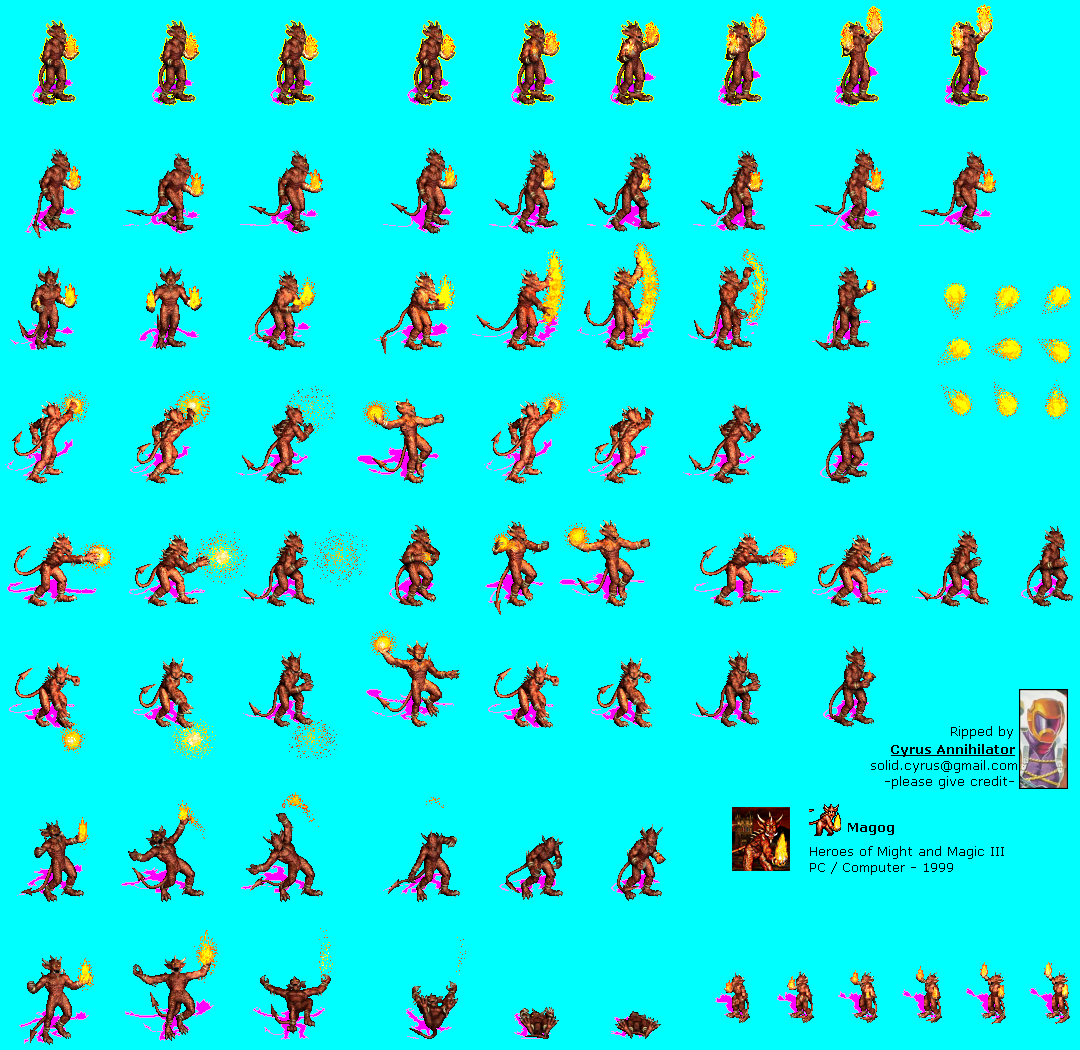 Ripped by
Cyrus Annihilator
solid.cyrus@gmail.com
-please give credit-
Magog
Heroes of Might and Magic III
PC / Computer - 1999